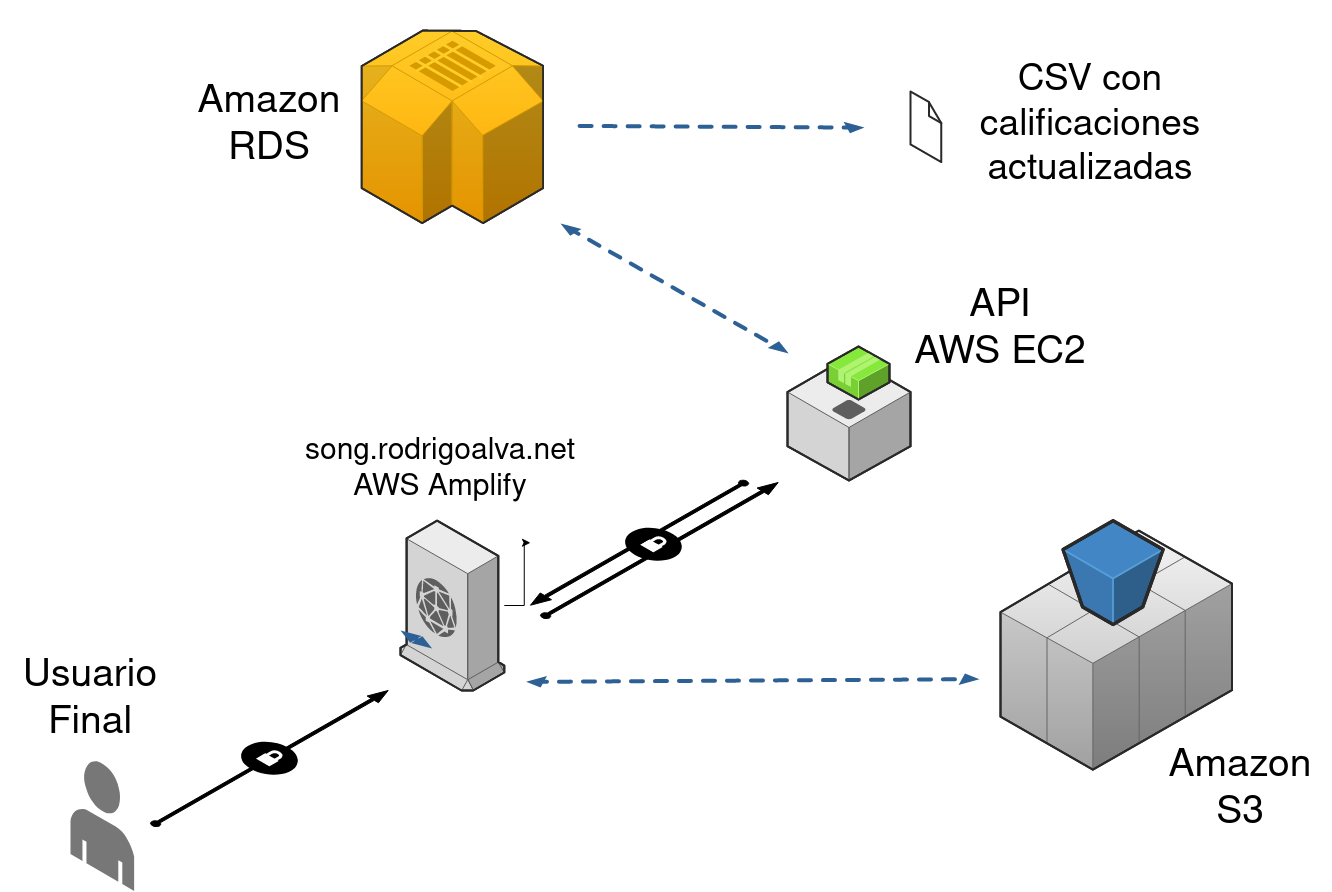 Amazon
RDS
CSV con
calificaciones
actualizadas
API
AWS EC2
song.rodrigoalva.net
AWS Amplify
Usuario
Final
Amazon
S3